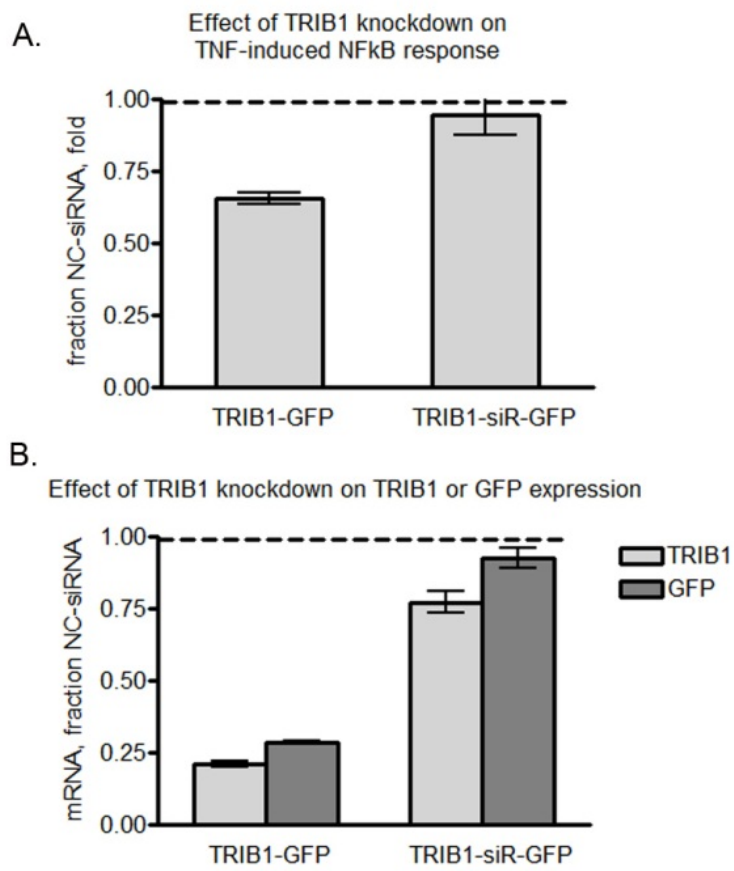 A.
Effect of TRIB1 knockdown on
TNF-induced NFkB response
fraction NC-siRNA, fold
1.00
0.75
0.50
0.25
0.00
TRIB1-GFP
TRIB1-siR-GFP
B.
Effect of TRIB1 knockdown on TRIB1 or GFP expression
mRNA, fraction NC-siRNA
1.00
0.75
0.50
0.25
0.00
TRIB1-GFP
TRIB1-siR-GFP
TRIB1
GFP